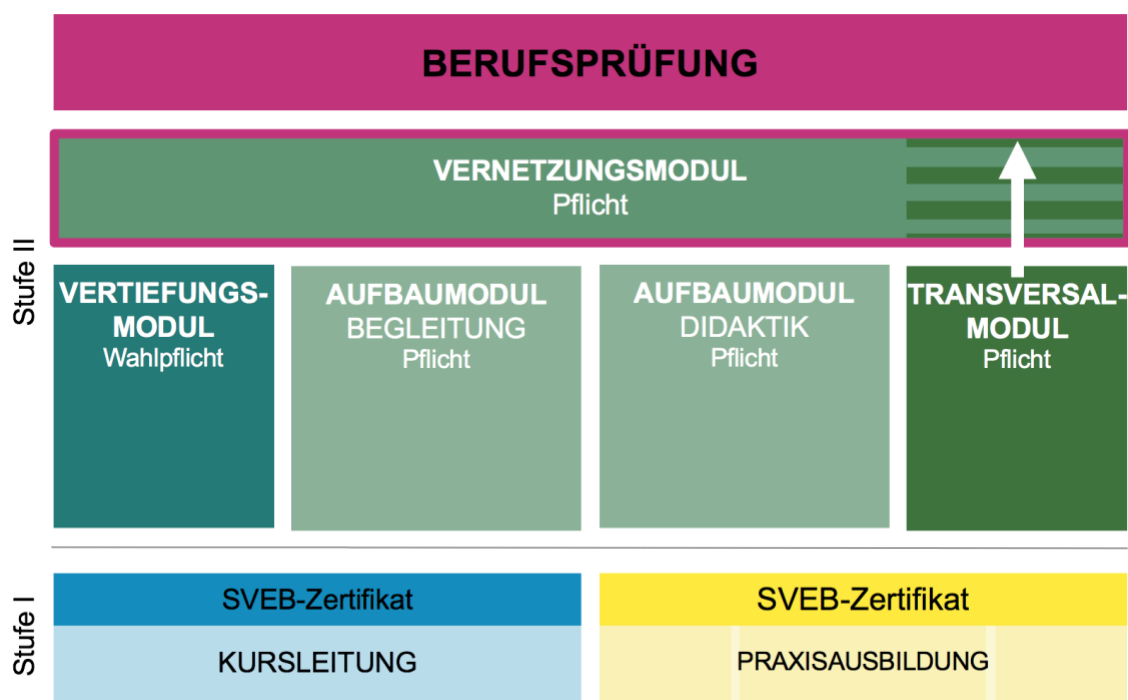 BERUFSPRÜFUNG
Stufe II
VERNETZUNGSMODUL
Pflicht
VERTIEFUNGS-
MODUL
Wahlpflicht
AUFBAUMODUL
BEGLEITUNG
Pflicht
AUFBAUMODUL
DIDAKTIK
Pflicht
TRANSVERSAL-
MODUL
Pflicht
Stufe I
SVEB-Zertifikat
KURSLEITUNG
SVEB-Zertifikat
PRAXISAUSBILDUNG